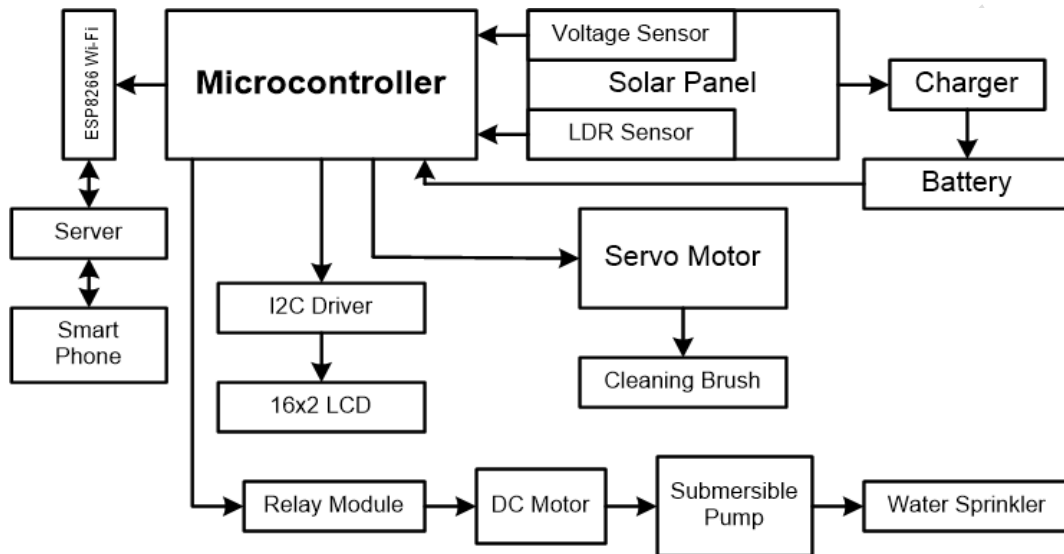 ESP8266 Wi-Fi
Microcontroller
Voltage Sensor
Solar Panel
LDR Sensor
Charger
Battery
Server
Smart
Phone
I2C Driver
16x2 LCD
Servo Motor
Cleaning Brush
Relay Module
DC Motor
Submersible
Pump
Water Sprinkler